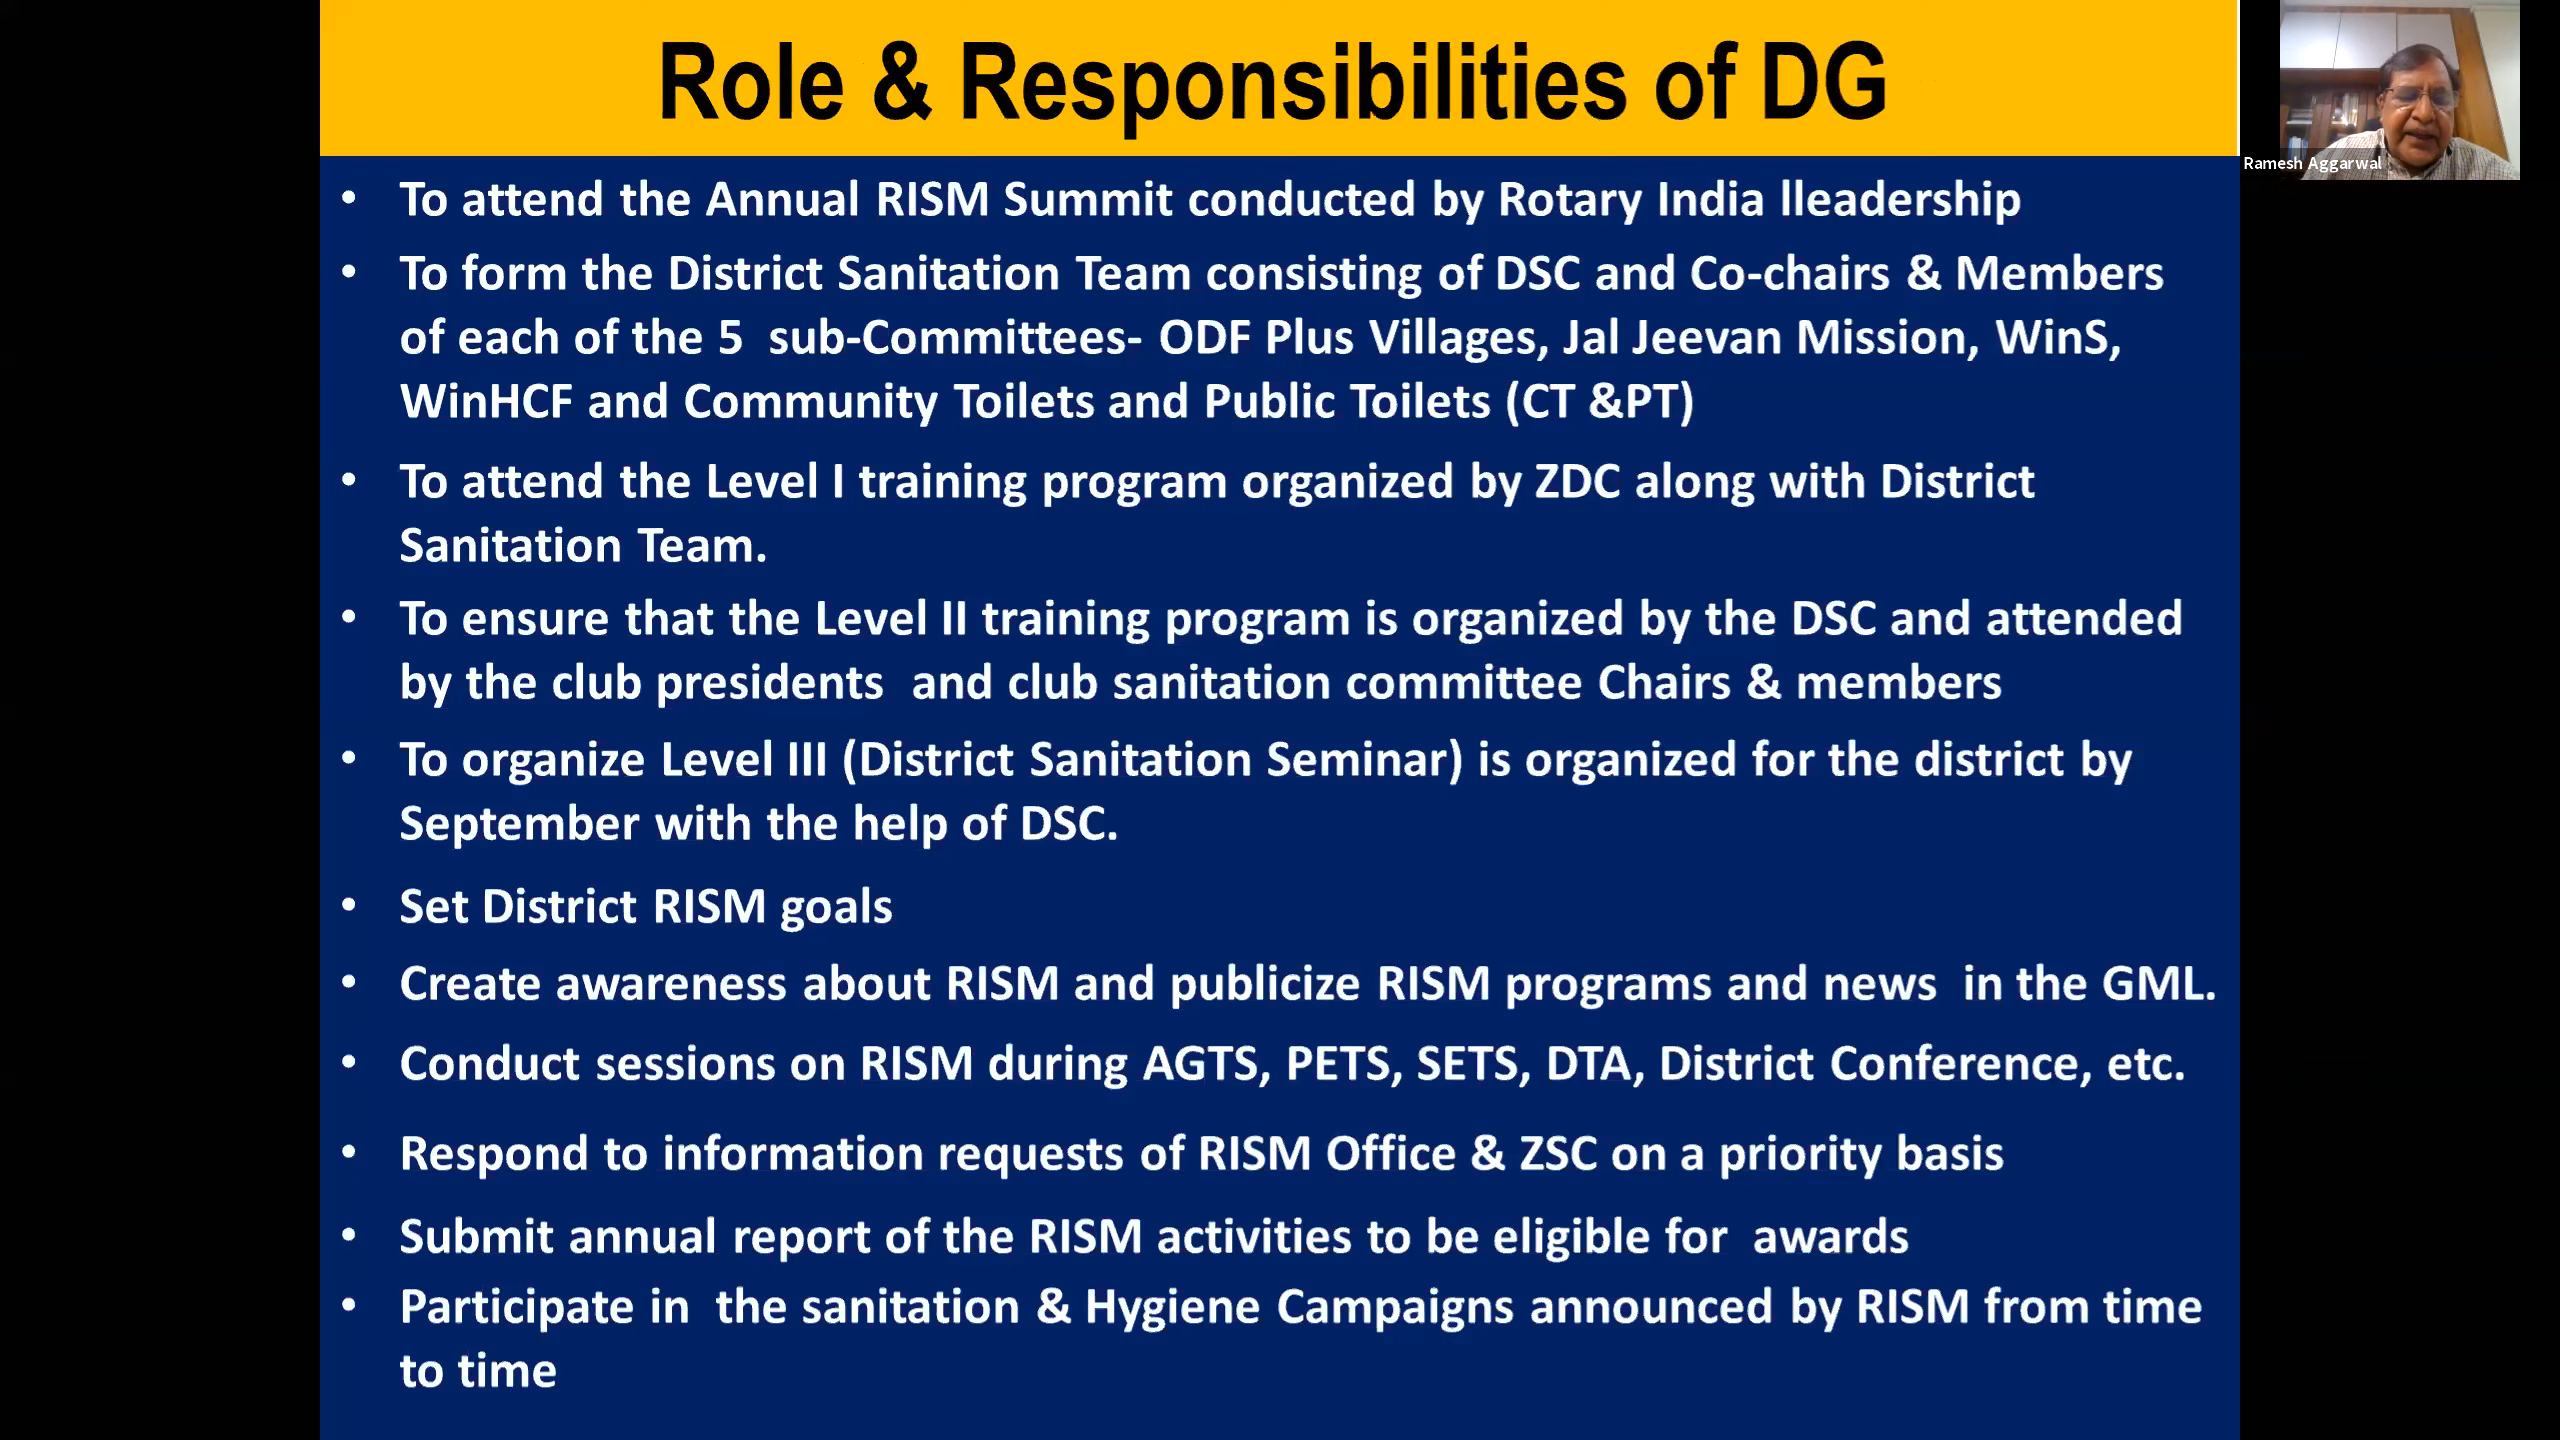 Role & Responsibilities of DG
Ramesh Aggarwal
• To attend the Annual RISM Summit conducted by Rotary India lleadership
• To form the District Sanitation Team consisting of DSC and Co-chairs & Members
of each of the 5 sub-Committees- ODF Plus Villages, Jal Jeevan Mission, WinS,
WinHCF and Community Toilets and Public Toilets (CT &PT)
• To attend the Level I training program organized by ZDC along with District
Sanitation Team.
• To ensure that the Level II training program is organized by the DSC and attended
by the club presidents and club sanitation committee Chairs & members
• To organize Level III (District Sanitation Seminar) is organized for the district by
September with the help of DSC.
• Set District RISM goals
• Create awareness about RISM and publicize RISM programs and news in the GML.
• Conduct sessions on RISM during AGTS, PETS, SETS, DTA, District Conference, etc.
• Respond to information requests of RISM Office & ZSC on a priority basis
• Submit annual report of the RISM activities to be eligible for awards
• Participate in the sanitation & Hygiene Campaigns announced by RISM from time
to time